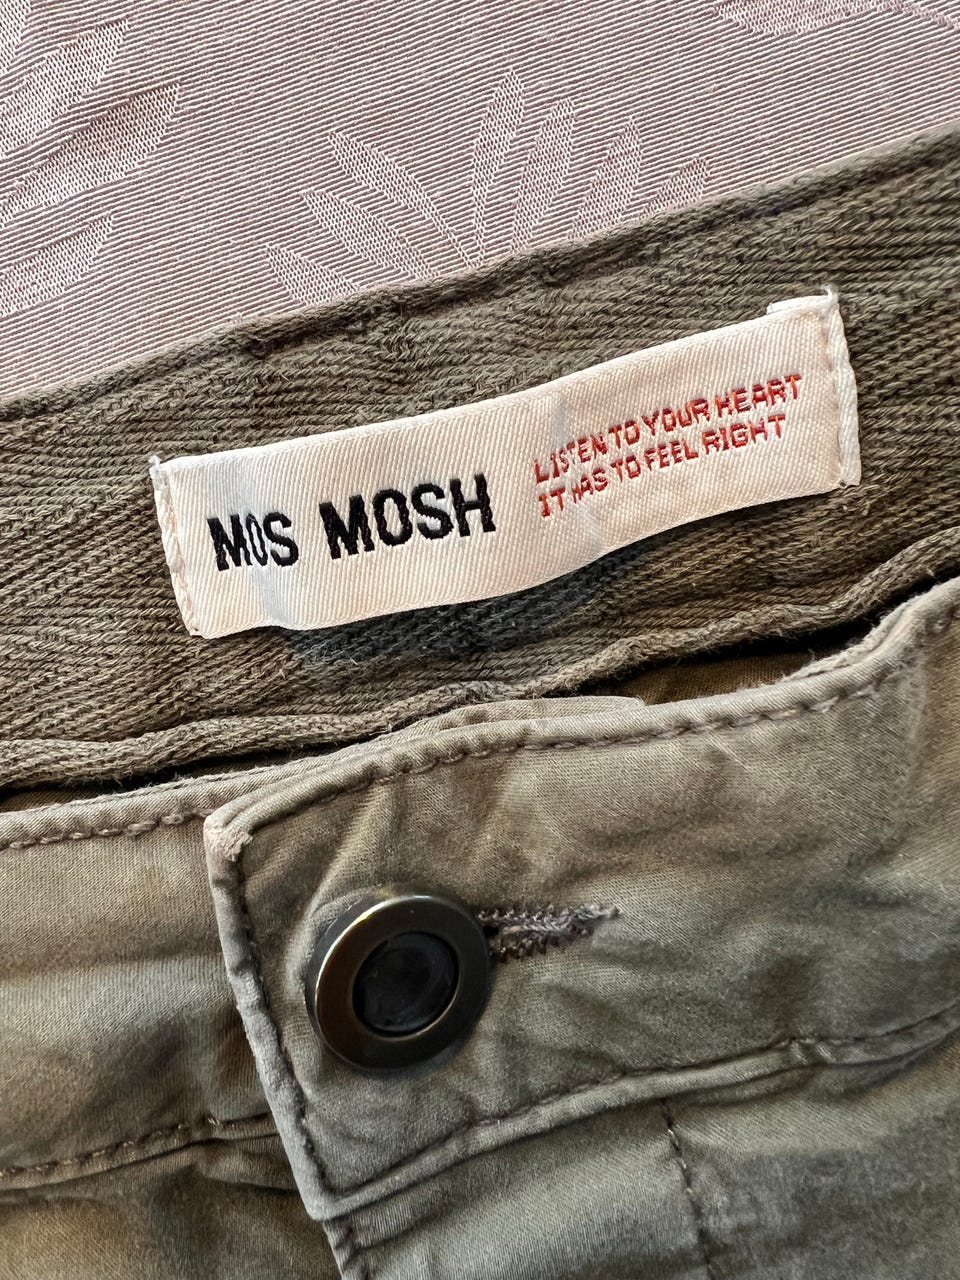 MOS MOSH
LISTEN TO YOUR HEART
IT HAS TO FEEL RIGHT